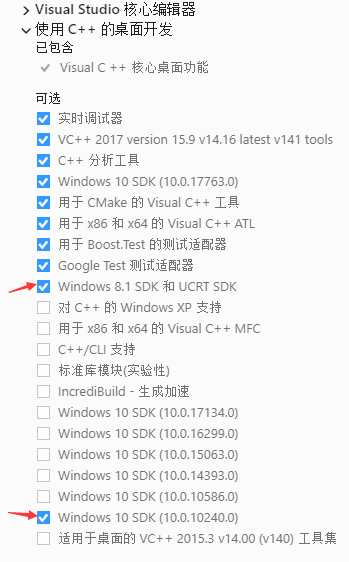 Visual Studio 核心编辑器
使用 C++ 的桌面开发
已包含
Visual C ++ 核心桌面功能
可选
实时调试器
VC++ 2017 version 15.9 v14.16 latest v141 tools
C++ 分析工具
Windows 10 SDK (10.0.17763.0)
用于 CMake 的 Visual C++ 工具
用于 x86 和 x64 的 Visual C++ ATL
用于 Boost.Test 的测试适配器
Google Test 测试适配器
Windows 8.1 SDK 和 UCRT SDK
对 C++ 的 Windows XP 支持
用于 x86 和 x64 的 Visual C++ MFC
C++/CLI 支持
标准库模块(实验性)
IncrediBuild - 生成加速
Windows 10 SDK (10.0.17134.0)
Windows 10 SDK (10.0.16299.0)
Windows 10 SDK (10.0.15063.0)
Windows 10 SDK (10.0.14393.0)
Windows 10 SDK (10.0.10586.0)
Windows 10 SDK (10.0.10240.0)
适用于桌面的 VC++ 2015.3 v14.00 (v140) 工具集